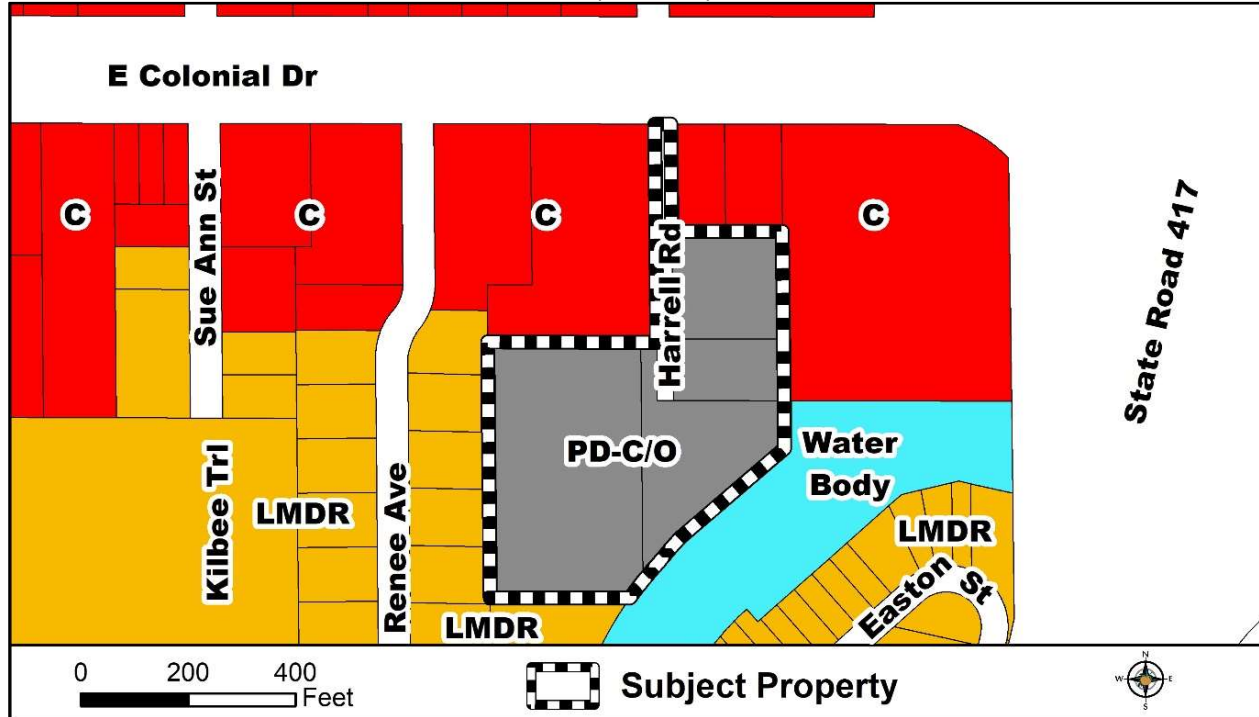 E Colonial Dr
C
C
C
C
Sue Ann St
Harrell Rd
State Road 417
PD-C/O
Water
Body
Kilbee Trl
LMDR
Renee Ave
LMDR
Easton St
LMDR
0 200 400
Feet
Subject Property
N
W E
S